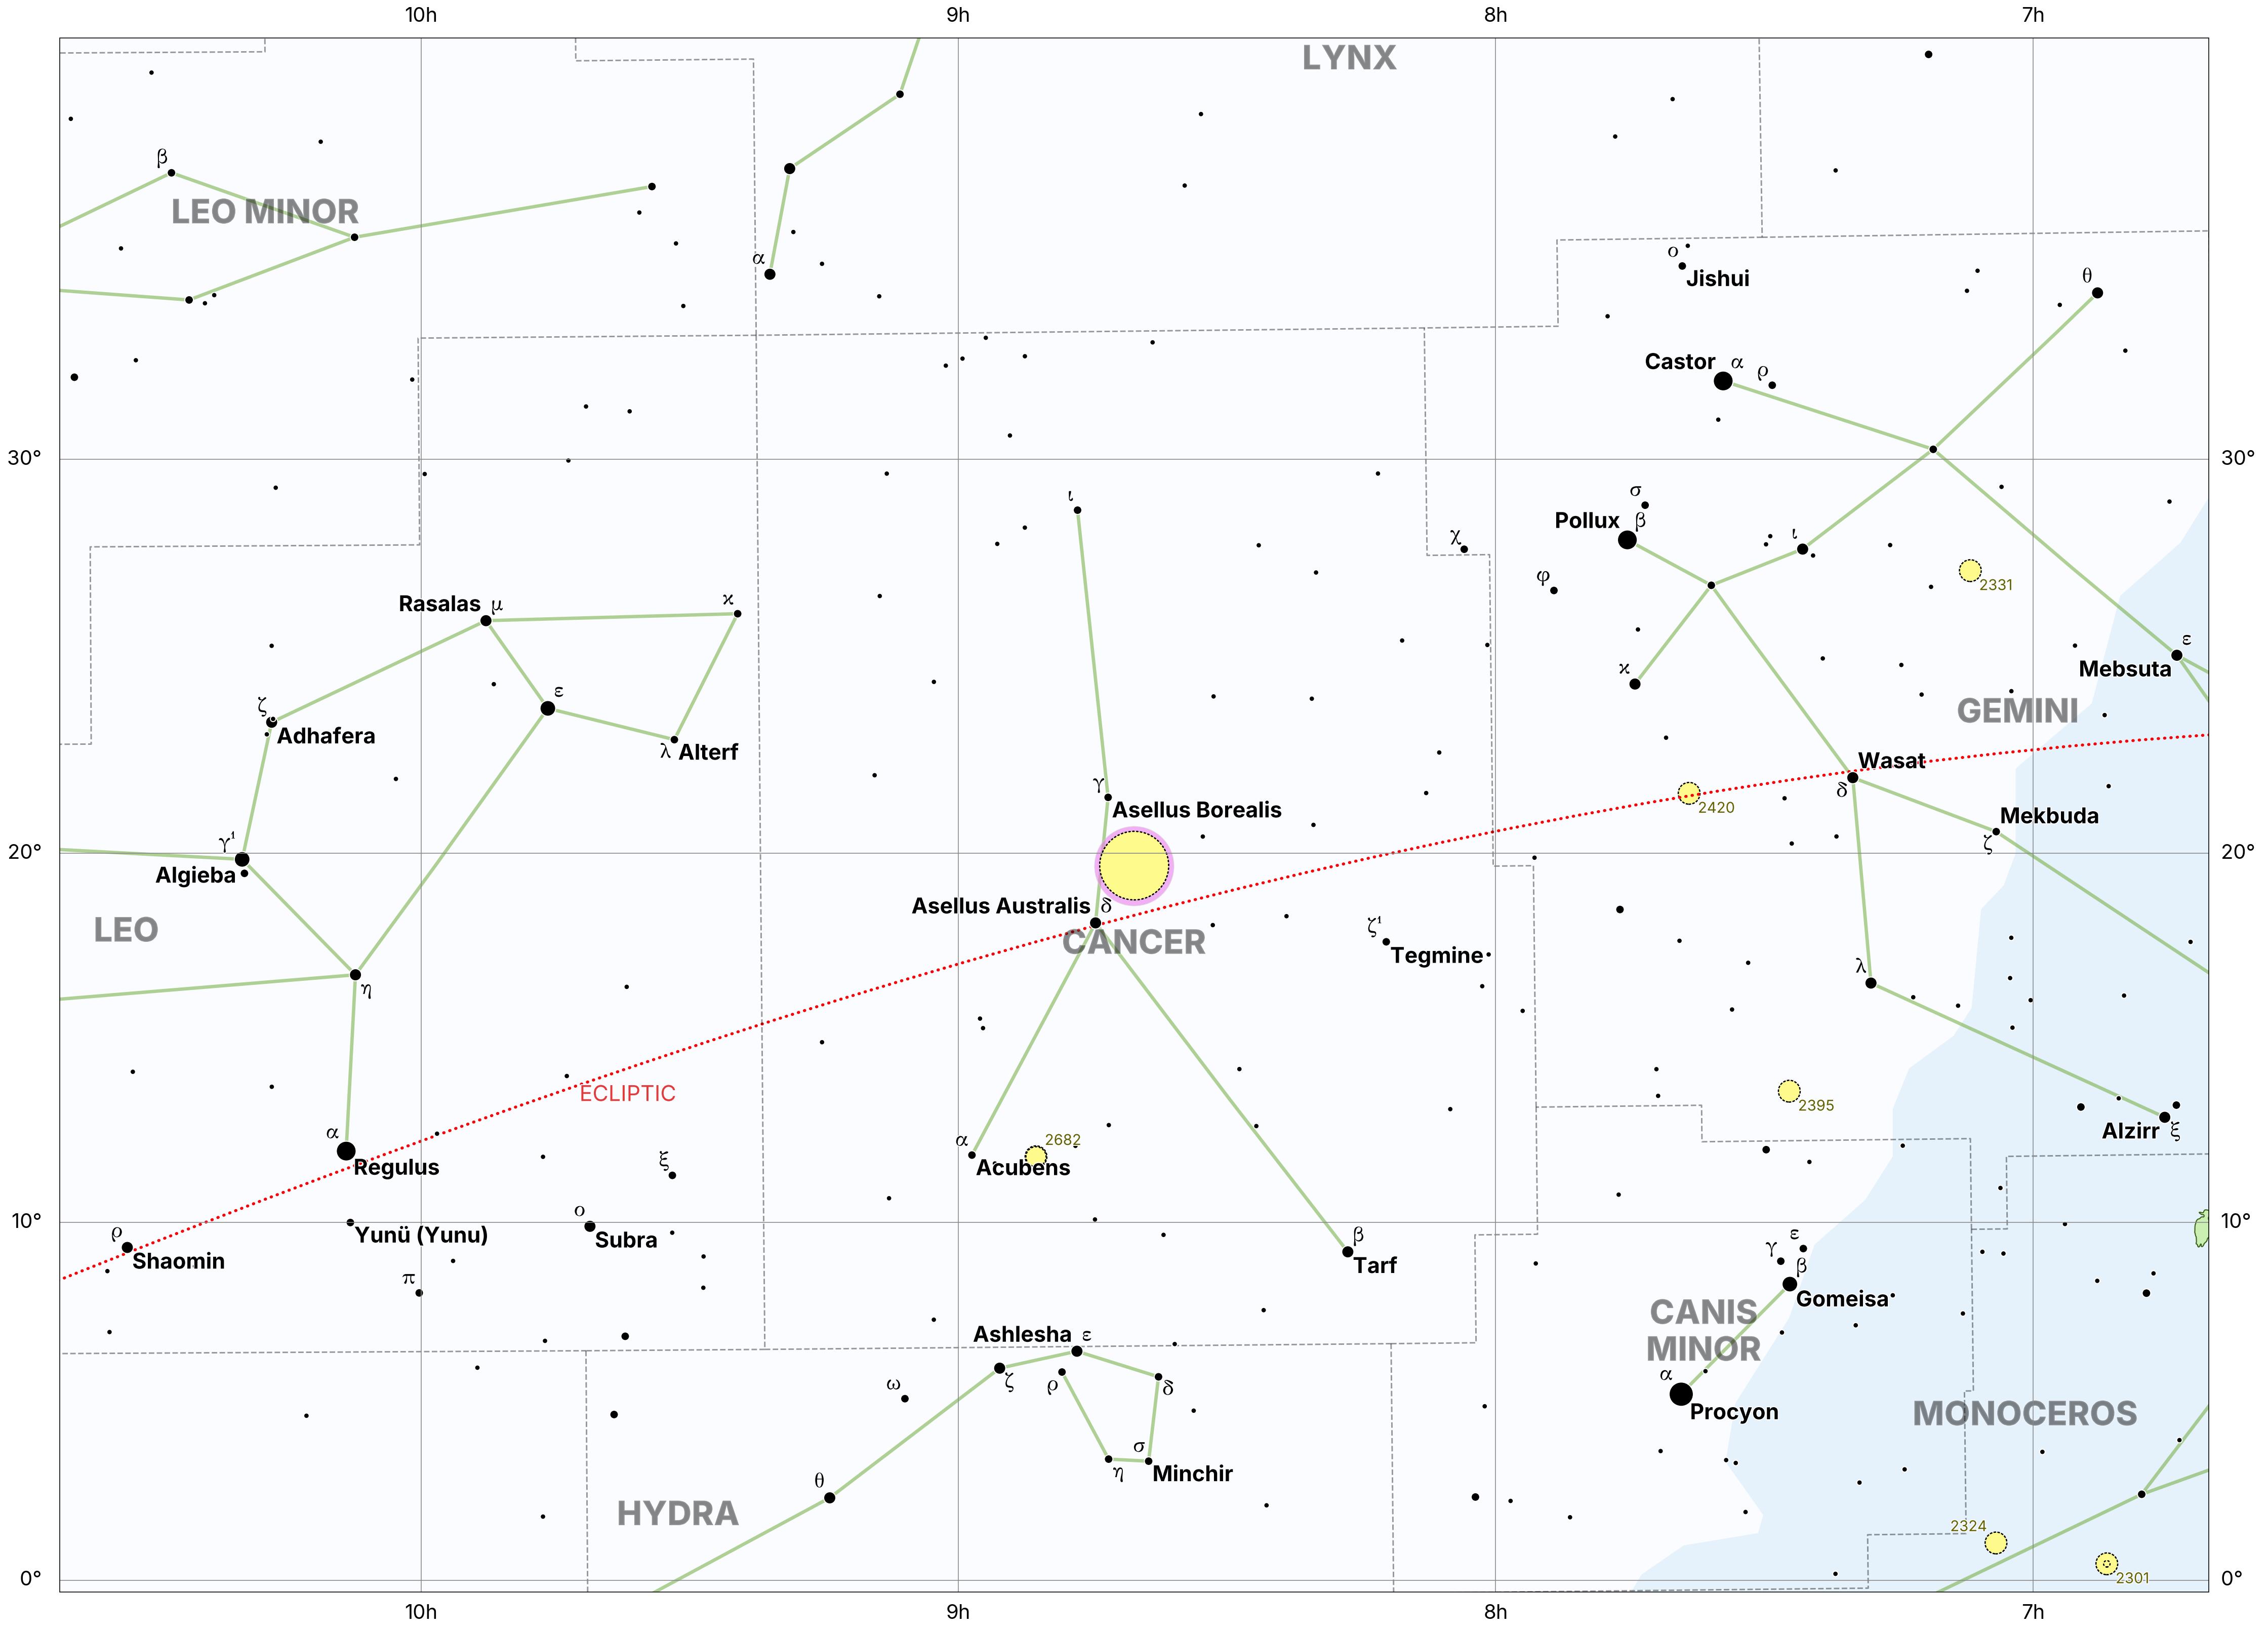 10h
9h
8h
7h
LYNX
β
LEO MINOR
α
ο
Jishui
θ
Castor
α
ρ
30°
30°
ι
σ
Pollux
β
ι
χ
φ
2331
Rasalas
μ
ϰ
ε
ϰ
Mebsuta
ε
ζ
Adhafera
λ
Alterf
GEMINI
Wasat
δ
γ
Asellus Borealis
2420
Mekbuda
ζ
γ¹
20°
20°
Algieba
LEO
Asellus Australis
δ
CANCER
ζ¹
Tegmine
η
λ
ECLIPTIC
2395
α
Regulus
ξ
α
Acubens
2682
Alzirr
ξ
10°
10°
ρ
Shaomin
Yunü (Yunu)
ο
Subra
β
Tarf
γ
ε
β
Gomeisa
π
CANIS
MINOR
Ashlesha
ε
ζ
ρ
δ
ω
α
Procyon
MONOCEROS
σ
η
Minchir
θ
HYDRA
2324
2301
0°
0°
10h
9h
8h
7h